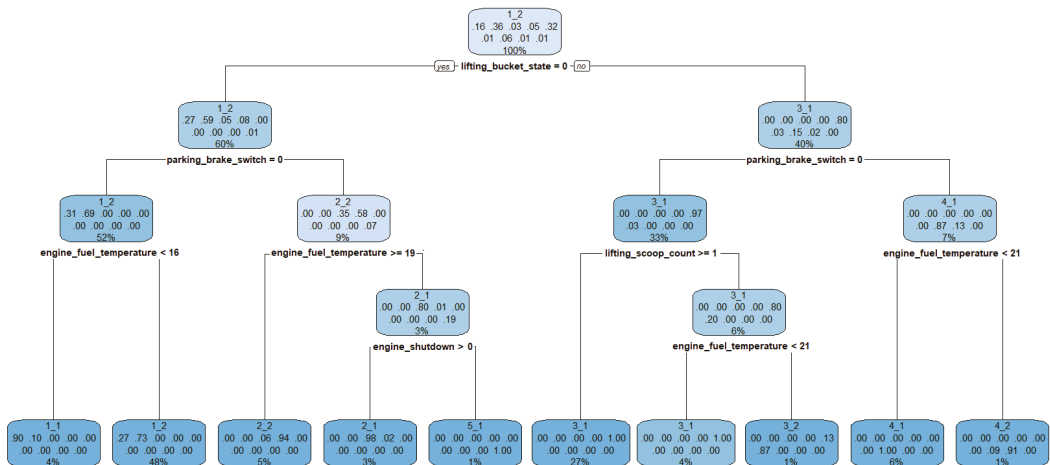 1_2
.16 .36 .03 .05 .32
.01 .06 .01 .01
100%
yes lifting_bucket_state = 0 no
1_2
.27 .59 .05 .08 .00
.00 .00 .00 .01
60%
3_1
.00 .00 .00 .00 .80
.03 .15 .02 .00
40%
parking_brake_switch = 0
parking_brake_switch = 0
1_2
.31 .69 .00 .00 .00
.00 .00 .00 .00
52%
2_2
.00 .00 .35 .58 .00
.00 .00 .00 .07
9%
3_1
.00 .00 .00 .00 .97
.03 .00 .00 .00
33%
4_1
.00 .00 .00 .00 .00
.00 .87 .13 .00
7%
engine_fuel_temperature < 16
engine_fuel_temperature >= 19
lifting_scoop_count >= 1
engine_fuel_temperature < 21
2_1
.00 .00 .80 .01 .00
.00 .00 .00 .19
3%
3_1
.00 .00 .00 .00 .80
.20 .00 .00 .00
6%
engine_shutdown > 0
engine_fuel_temperature < 21
1_1
.90 .10 .00 .00 .00
.00 .00 .00 .00
4%
1_2
.27 .73 .00 .00 .00
.00 .00 .00 .00
48%
2_2
.00 .00 .06 .94 .00
.00 .00 .00 .00
5%
2_1
.00 .00 .98 .02 .00
.00 .00 .00 .00
3%
5_1
.00 .00 .00 .00 .00
.00 .00 .00 1.00
1%
3_1
.00 .00 .00 .00 1.00
.00 .00 .00 .00
27%
3_1
.00 .00 .00 .00 1.00
.00 .00 .00 .00
4%
3_2
.00 .00 .00 .00 .13
.87 .00 .00 .00
1%
4_1
.00 .00 .00 .00 .00
.00 1.00 .00 .00
6%
4_2
.00 .00 .00 .00 .00
.00 .09 .91 .00
1%